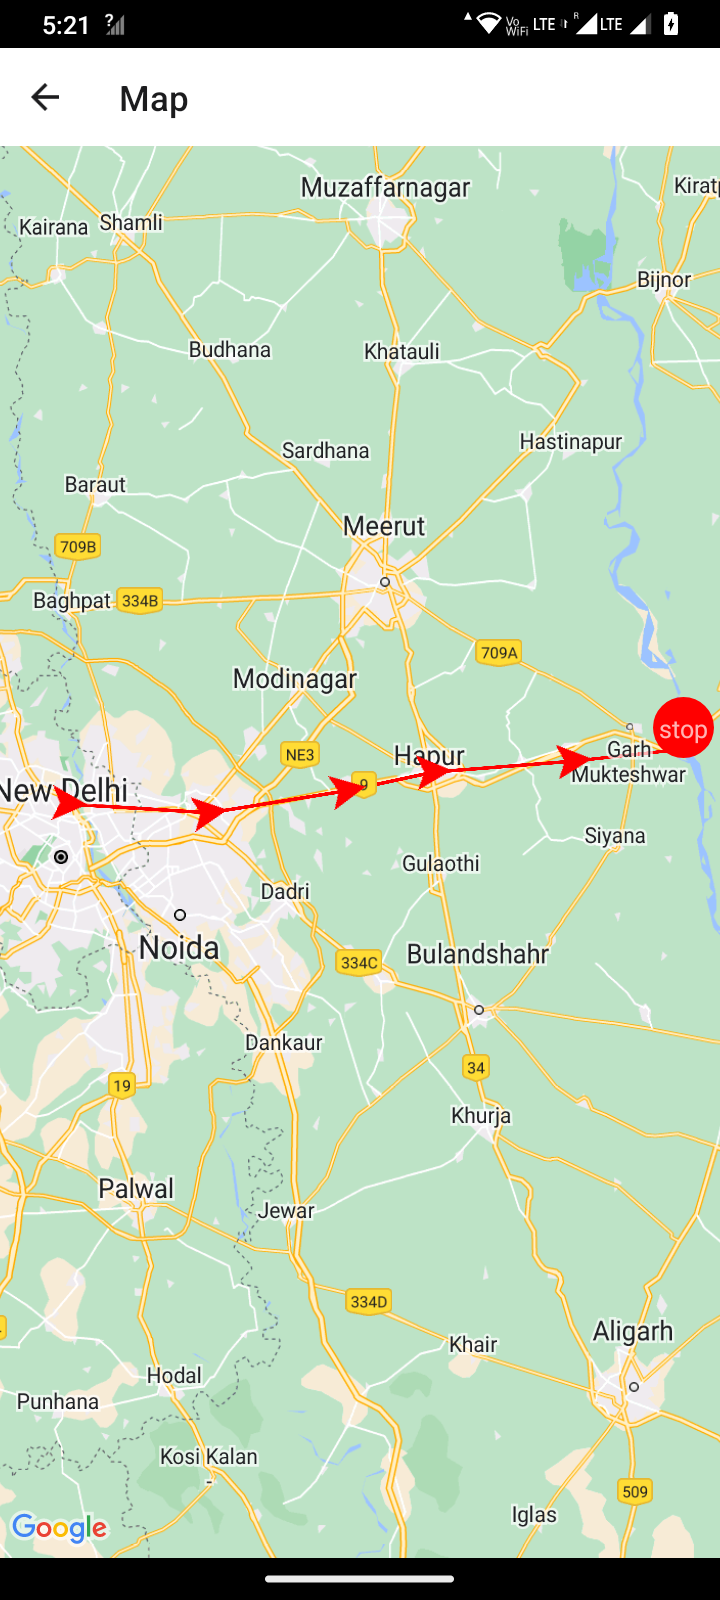 5:21
?
Vo
WiFi
LTE
R
LTE
Map
Muzaffarnagar
Kairana
Shamli
Bijnor
Budhana
Khatauli
Sardhana
Hastinapur
Baraut
Meerut
709B
Baghpat
334B
709A
Modinagar
stop
NE3
Hapur
Garh
Mukteshwar
New Delhi
9
Siyana
Gulaothi
Dadri
Noida
334C
Bulandshahr
Dankaur
34
19
Khurja
Palwal
Jewar
334D
Aligarh
Khair
Hodal
Punhana
Kosi Kalan
-
509
Iglas
Google